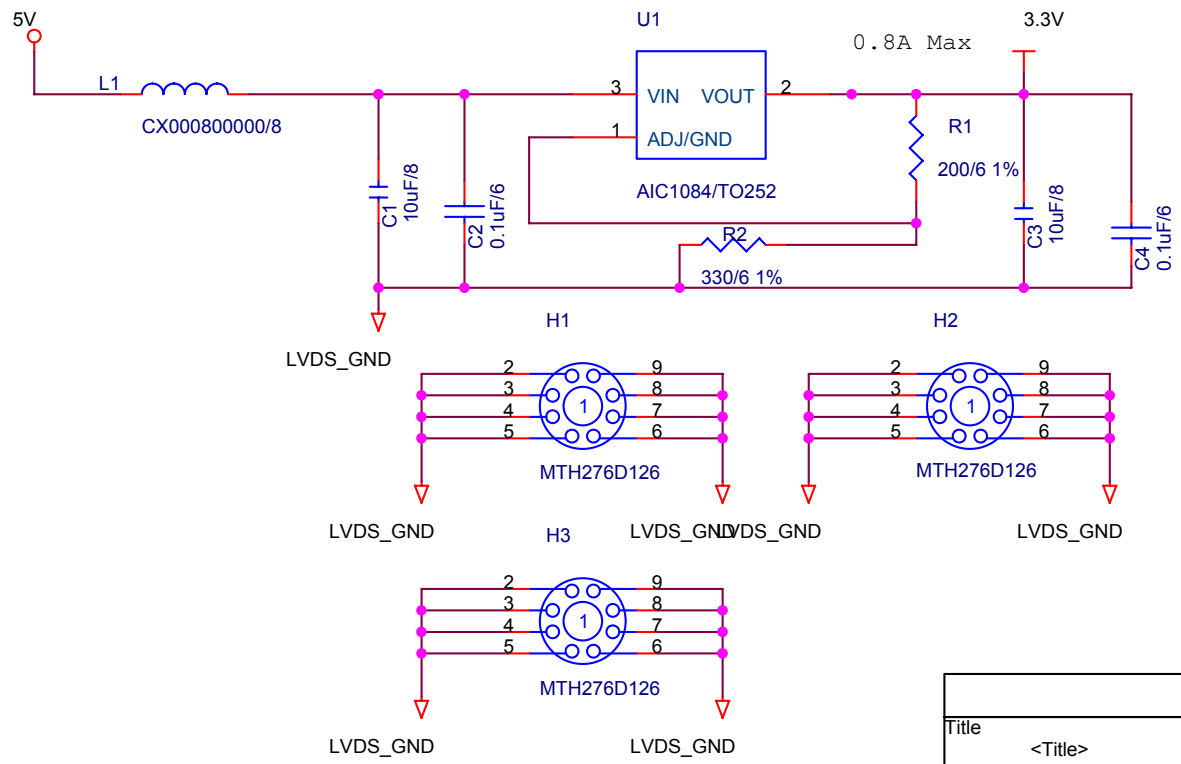 5V
U1
3.3V
0.8A Max
L1
3
VIN
VOUT
2
CX000800000/8
1
ADJ/GND
R1
200/6 1%
AIC1084/TO252
C1
10uF/8
C2
0.1uF/6
R2
330/6 1%
C3
10uF/8
C4
0.1uF/6
LVDS_GND
H1
2
3
4
5
1
9
8
7
6
MTH276D126
LVDS_GND
LVDS_GND
H2
2
3
4
5
1
9
8
7
6
MTH276D126
LVDS_GND
LVDS_GND
H3
2
3
4
5
1
9
8
7
6
MTH276D126
LVDS_GND
LVDS_GND
Title
<Title>